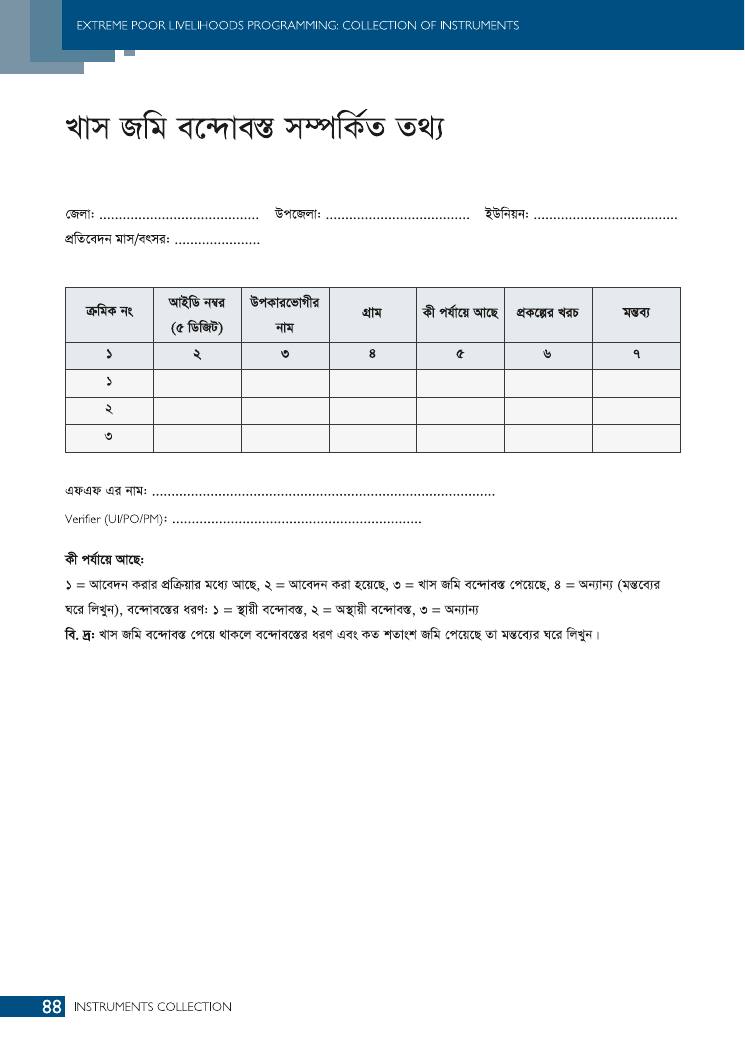 EXTREME POOR LIVELIHOODS PROGRAMMING: COLLECTION OF INSTRUMENTS
খাস জমি বন্দোবস্ত সম্পর্কিত তথ্য
জেলা: ......................................... উপজেলা: ..................................... ইউনিয়ন: .....................................
প্রতিবেদন মাস/বৎসর: ......................
ক্রমিক নং আইডি নম্বর (৫ ডিজিট) উপকারভোগীর নাম গ্রাম কী পর্যায়ে আছে প্রকল্পের খরচ মন্তব্য
১ ২ ৩ ৪ ৫ ৬ ৭
১
২
৩
এফএফ এর নাম: ........................................................................................
Verifier (UI/PO/PM): ................................................................
কী পর্যায়ে আছে:
১ = আবেদন করার প্রক্রিয়ার মধ্যে আছে, ২ = আবেদন করা হয়েছে, ৩ = খাস জমি বন্দোবস্ত পেয়েছে, ৪ = অন্যান্য (মন্তব্যের
ঘরে লিখুন), বন্দোবস্তের ধরণ: ১ = স্থায়ী বন্দোবস্ত, ২ = অস্থায়ী বন্দোবস্ত, ৩ = অন্যান্য
বি. দ্র: খাস জমি বন্দোবস্ত পেয়ে থাকলে বন্দোবস্তের ধরণ এবং কত শতাংশ জমি পেয়েছে তা মন্তব্যের ঘরে লিখুন।
88 INSTRUMENTS COLLECTION